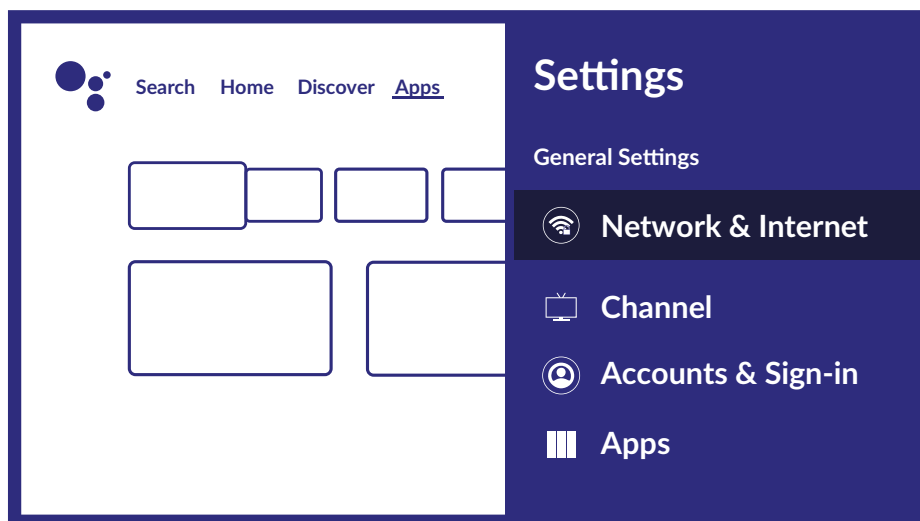 Search Home Discover Apps
Settings
General Settings
Network & Internet
Channel
Accounts & Sign-in
Apps